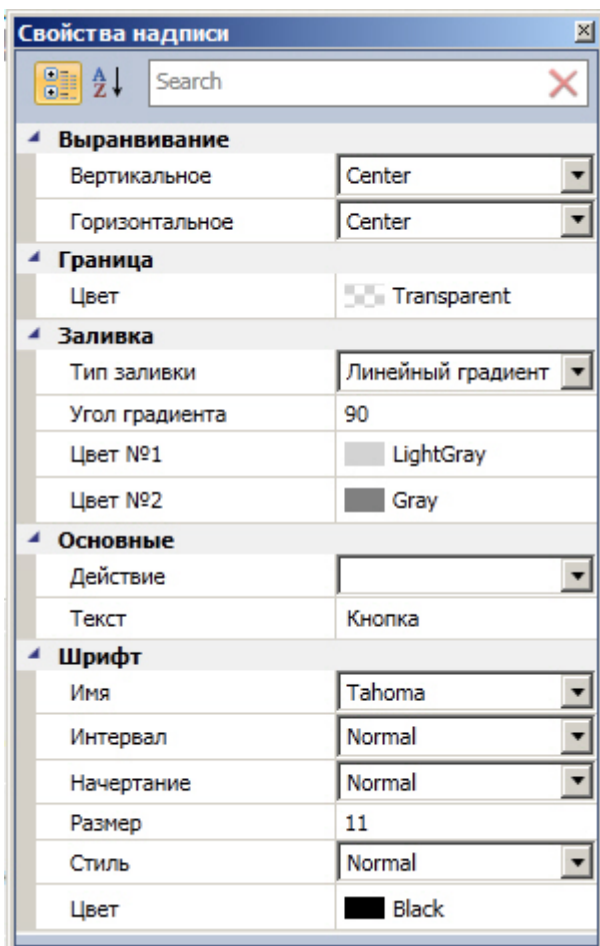 Свойства надписи
Search
Выранвивание
Вертикальное Center
Горизонтальное Center
Граница
Цвет Transparent
Заливка
Тип заливки Линейный градиент
Угол градиента 90
Цвет №1 LightGray
Цвет №2 Gray
Основные
Действие
Текст Кнопка
Шрифт
Имя Tahoma
Интервал Normal
Начертание Normal
Размер 11
Стиль Normal
Цвет Black